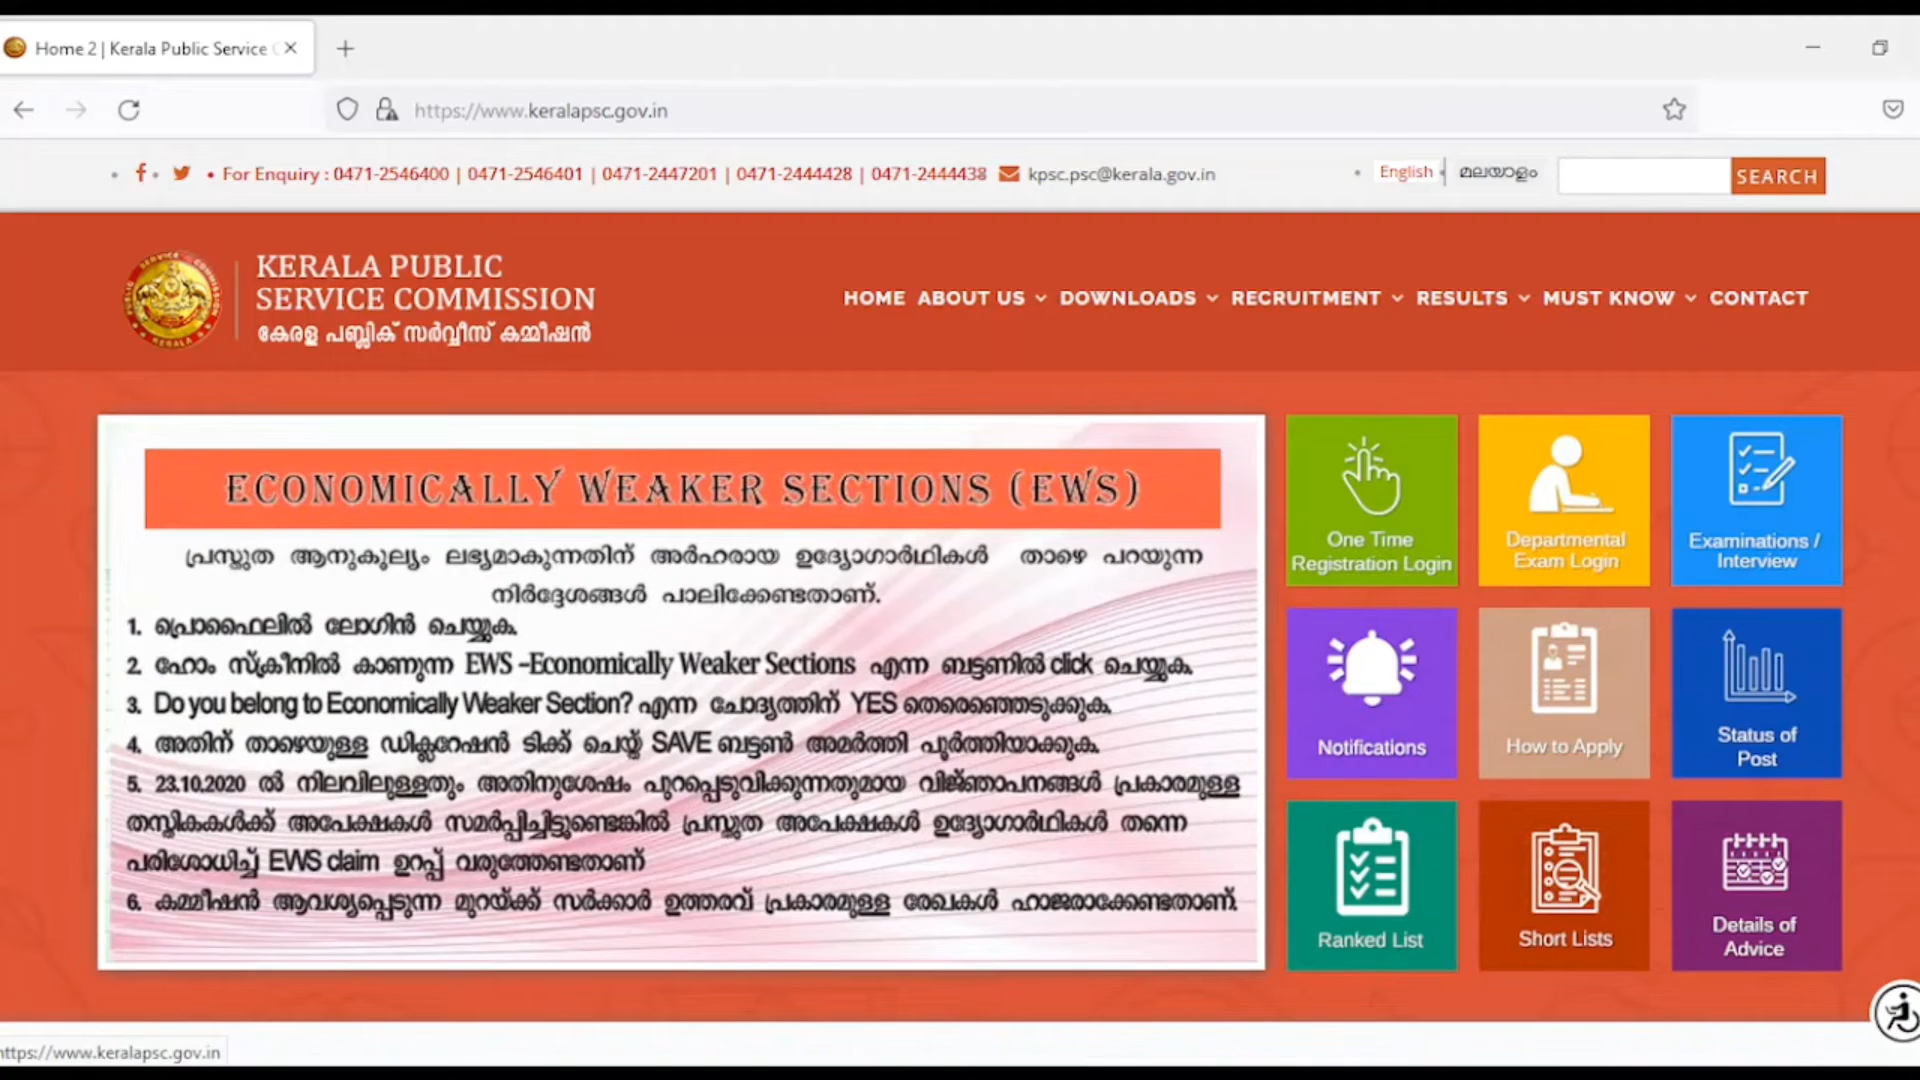 Home 2 | Kerala Public Service
https://www.keralapsc.gov.in
For Enquiry : 0471-2546400 | 0471-2546401 | 0471-2447201 | 0471-2444428 | 0471-2444438 kpsc.psc@kerala.gov.in
English മലയാളം SEARCH
KERALA PUBLIC
SERVICE COMMISSION
കേരള പബ്ലിക് സർവ്വീസ് കമ്മീഷൻ
HOME ABOUT US DOWNLOADS RECRUITMENT RESULTS MUST KNOW CONTACT
ECONOMICALLY WEAKER SECTIONS (EWS)
പ്രസ്തുത ആനുകൂല്യം ലഭ്യമാകുന്നതിന് അർഹരായ ഉദ്യോഗാർഥികൾ താഴെ പറയുന്ന
നിർദ്ദേശങ്ങൾ പാലിക്കേണ്ടതാണ്.
1. പ്രൊഫൈലിൽ ലോഗിൻ ചെയ്യുക.
2. ഹോം സ്ക്രീനിൽ കാണുന്ന EWS -Economically Weaker Sections എന്ന ബട്ടണിൽ click ചെയ്യുക.
3. Do you belong to Economically Weaker Section? എന്ന ചോദ്യത്തിന് YES തെരഞ്ഞെടുക്കുക.
4. അതിന് താഴെയുള്ള ഡിക്ലറേഷൻ ടിക്ക് ചെയ്ത് SAVE ബട്ടൺ അമർത്തി പൂർത്തിയാക്കുക.
5. 23.10.2020 ൽ നിലവിലുള്ളതും അതിനുശേഷം പുറപ്പെടുവിക്കുന്നതുമായ വിജ്ഞാപനങ്ങൾ പ്രകാരമുള്ള
തസ്തികകൾക്ക് അപേക്ഷകൾ സമർപ്പിച്ചിട്ടുണ്ടെങ്കിൽ പ്രസ്തുത അപേക്ഷകൾ ഉദ്യോഗാർഥികൾ തന്നെ
പരിശോധിച്ച് EWS claim ഉറപ്പ് വരുത്തേണ്ടതാണ്
6. കമ്മീഷൻ ആവശ്യപ്പെടുന്ന മുറയ്ക്ക് സർക്കാർ ഉത്തരവ് പ്രകാരമുള്ള രേഖകൾ ഹാജരാക്കേണ്ടതാണ്.
One Time
Registration Login
Departmental
Exam Login
Examinations /
Interview
Notifications
How to Apply
Status of
Post
Ranked List
Short Lists
Details of
Advice
https://www.keralapsc.gov.in